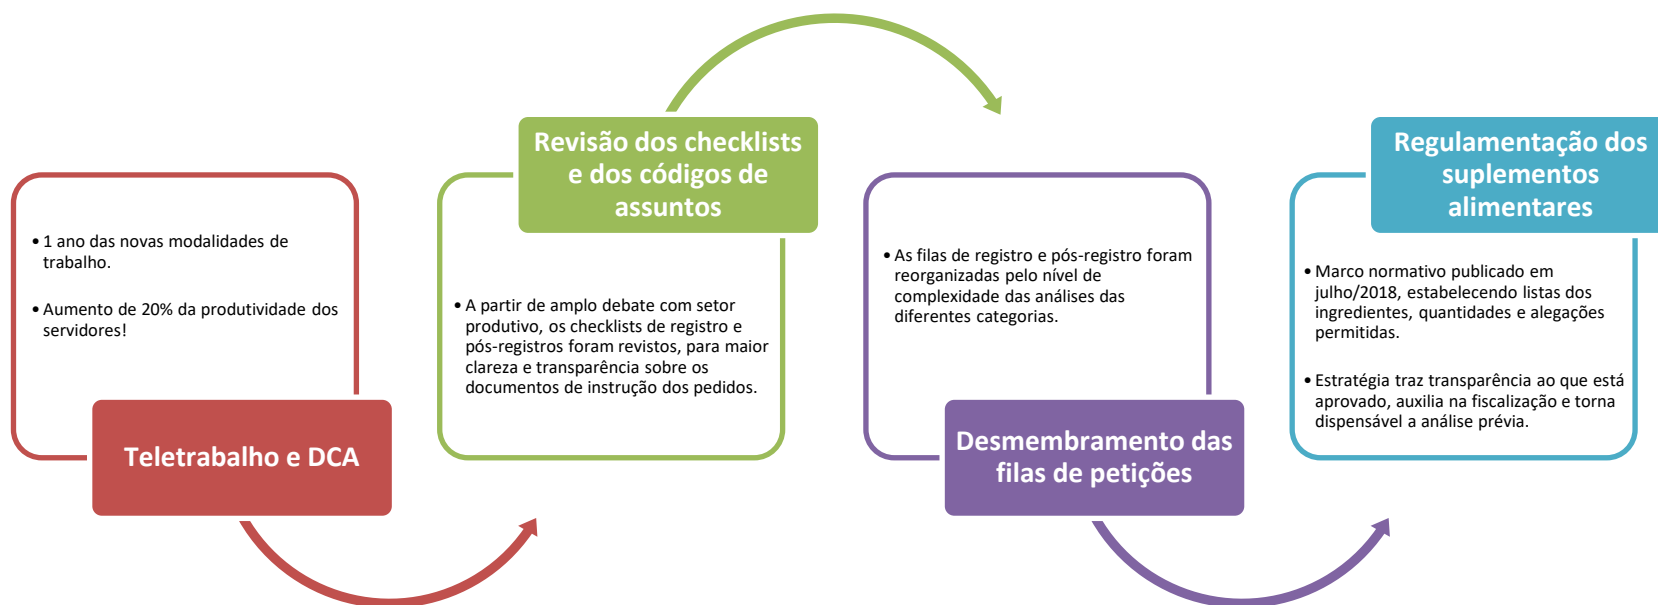 • 1 ano das novas modalidades de
trabalho.
• Aumento de 20% da produtividade dos
servidores!
Teletrabalho e DCA
Revisão dos checklists
e dos códigos de
assuntos
• A partir de amplo debate com setor
produtivo, os checklists de registro e
pós-registros foram revistos, para maior
clareza e transparência sobre os
documentos de instrução dos pedidos.
• As filas de registro e pós-registro foram
reorganizadas pelo nível de
complexidade das análises das
diferentes categorias.
Desmembramento das
filas de petições
Regulamentação dos
suplementos
alimentares
• Marco normativo publicado em
julho/2018, estabelecendo listas dos
ingredientes, quantidades e alegações
permitidas.
• Estratégia traz transparência ao que está
aprovado, auxilia na fiscalização e torna
dispensável a análise prévia.